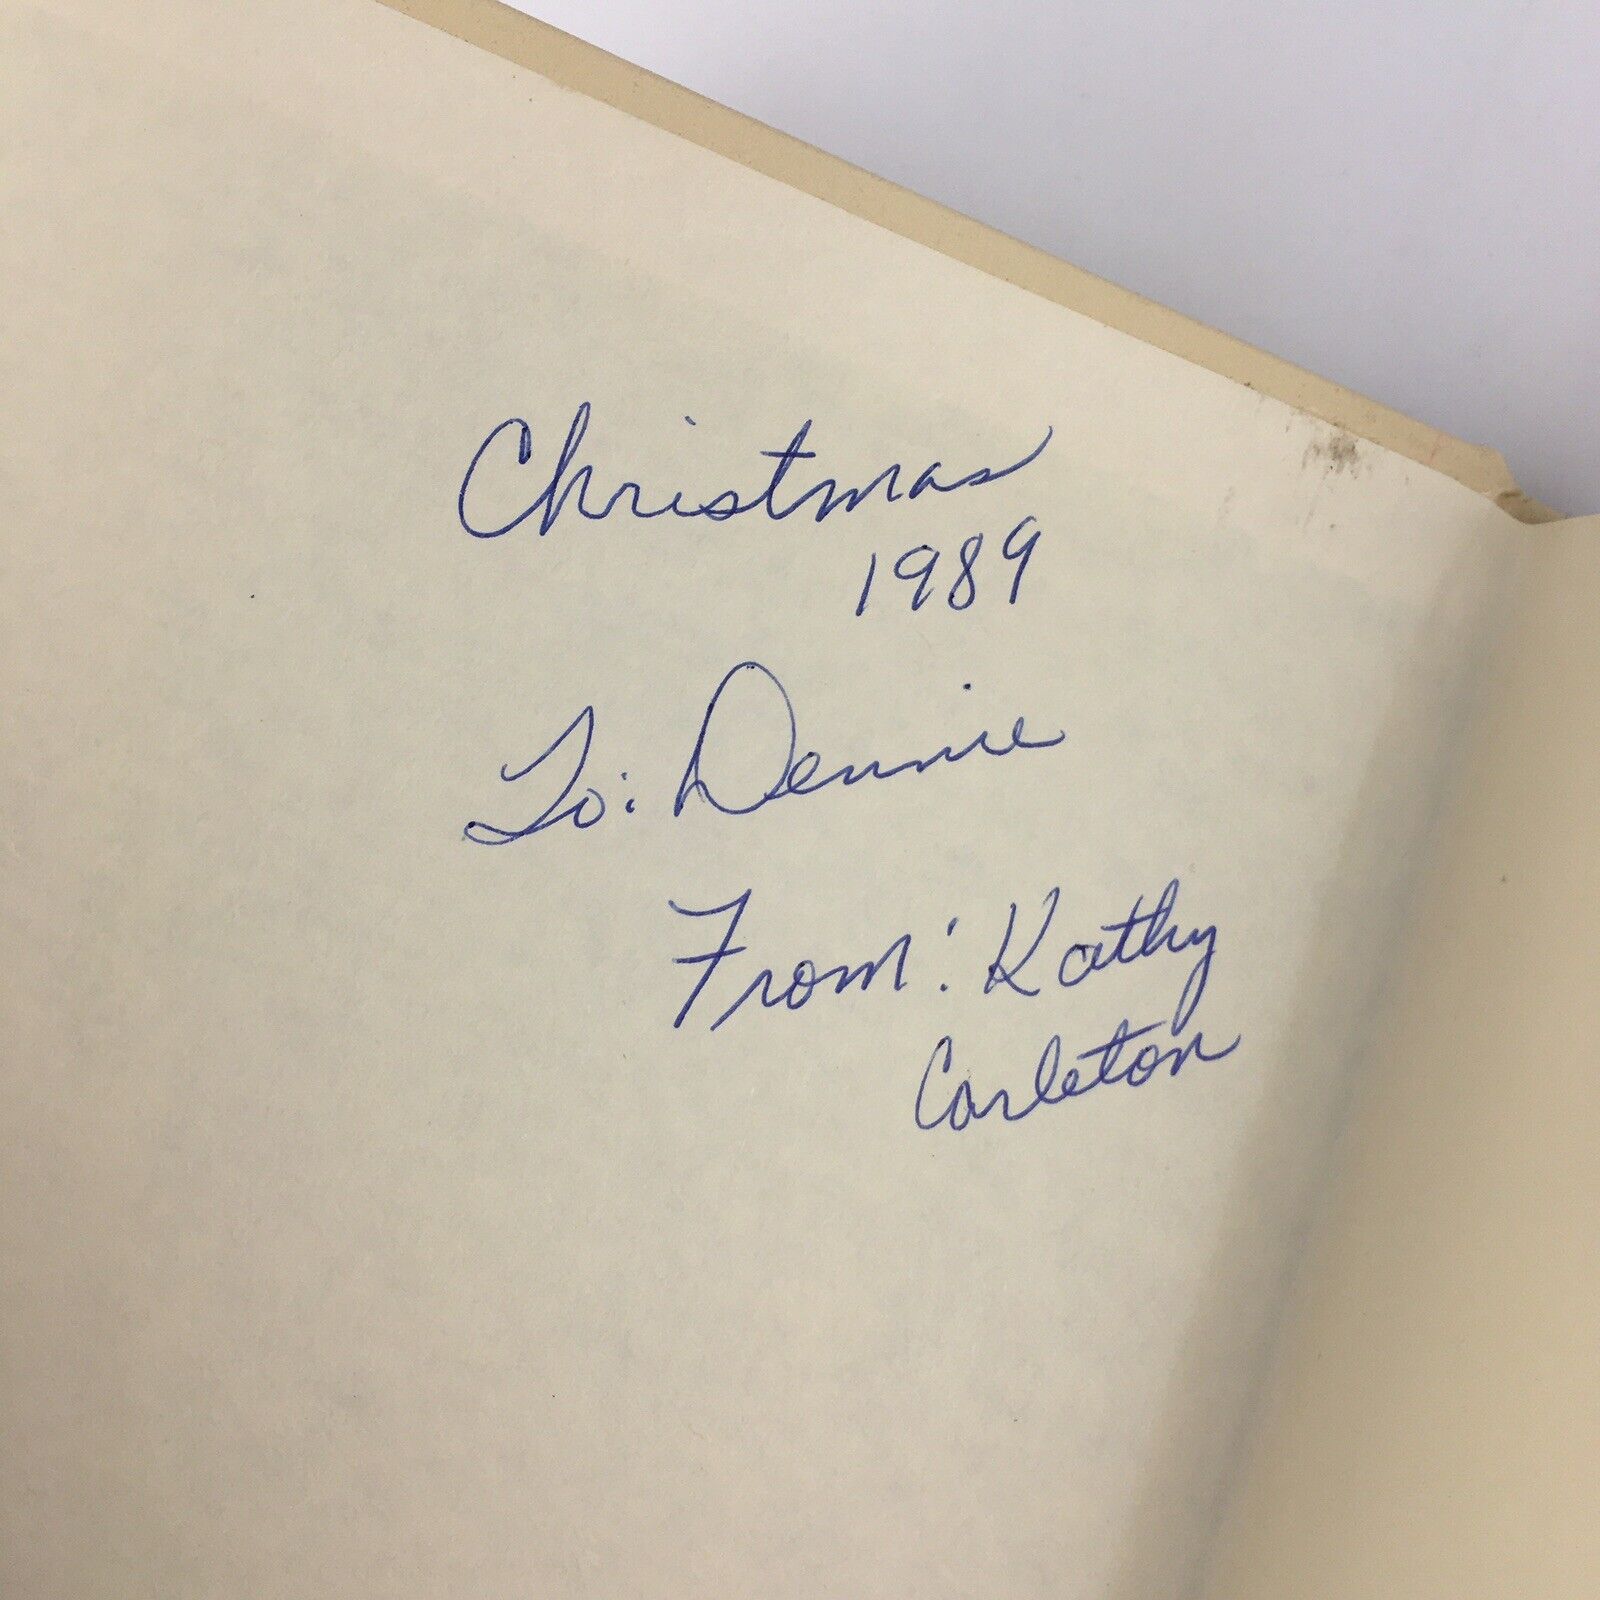 Christmas
1989
To: Dennie
From: Kathy
Carleton